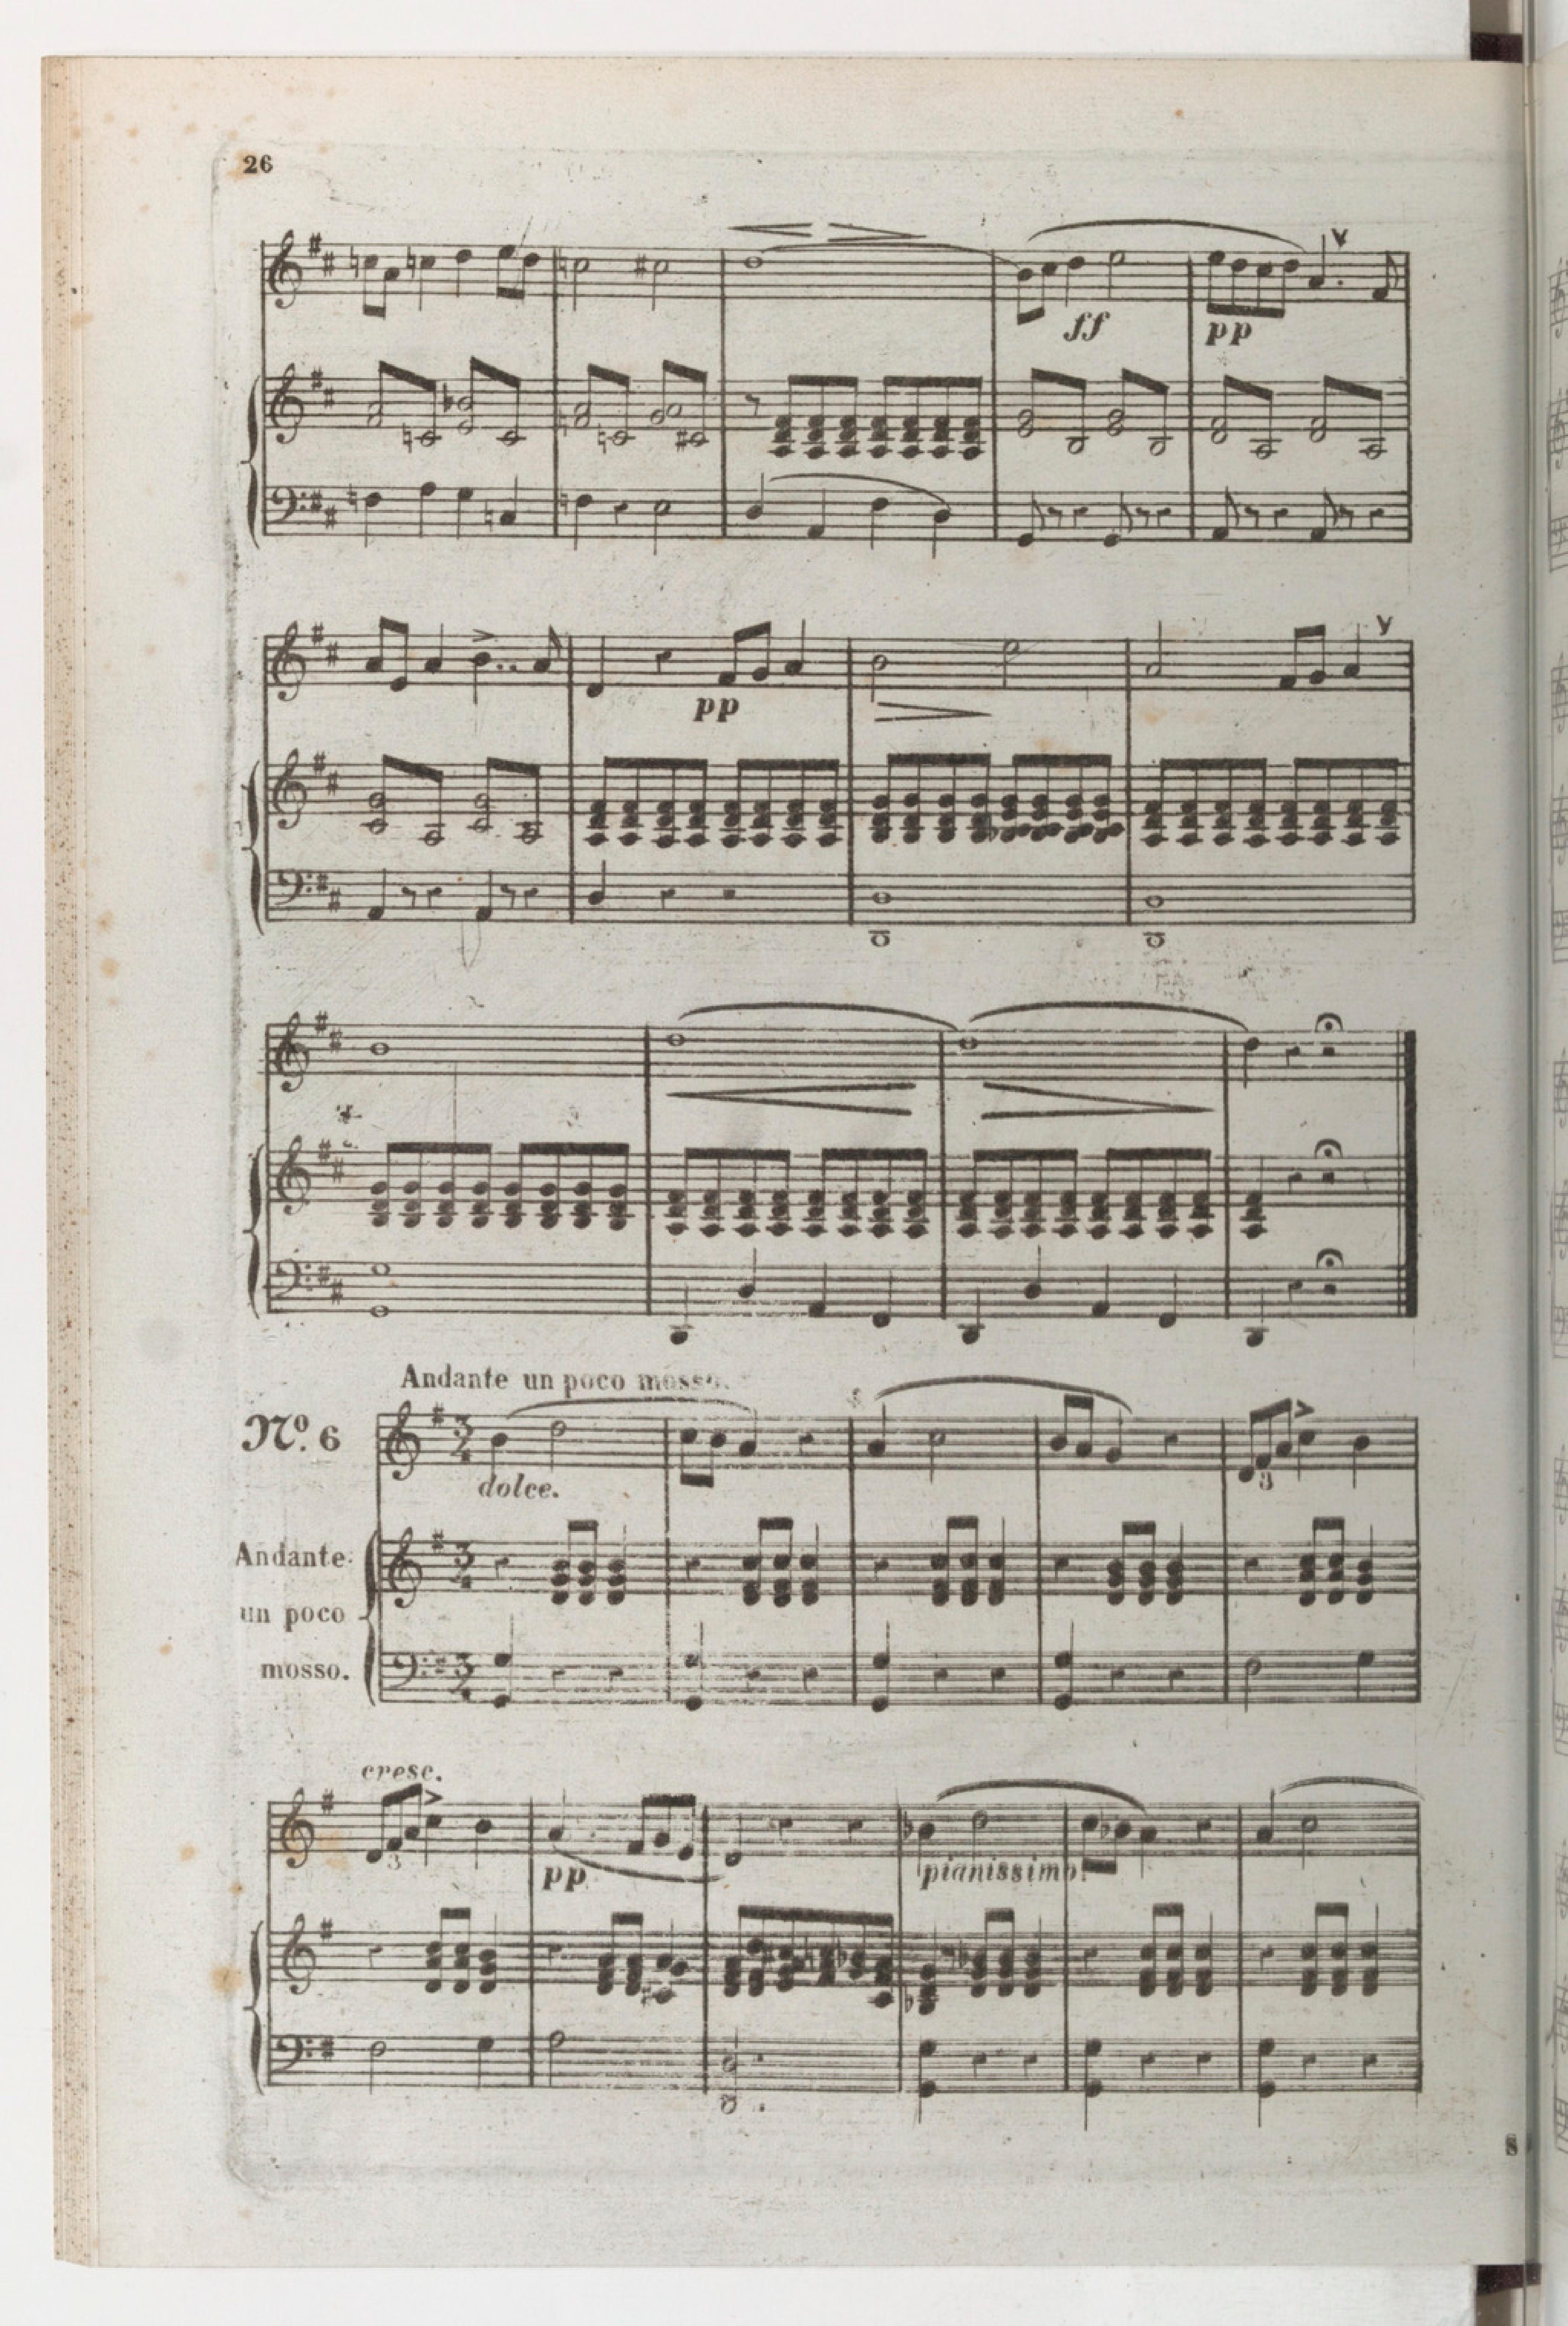 26
ff
pp
pp
Andante un poco mosso.
Nº. 6
dolce.
3
Andante
un poco
mosso.
cresc.
3
pp
pianissimo.
S